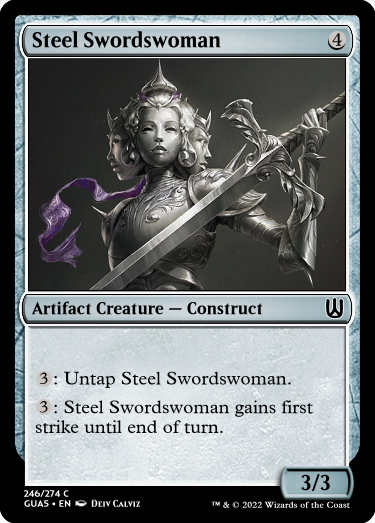 Steel Swordswoman 4
Artifact Creature — Construct
3: Untap Steel Swordswoman.
3: Steel Swordswoman gains first
strike until end of turn.
3/3
246/274 C
GUA5 • EN Deiv Calviz
™ & © 2022 Wizards of the Coast